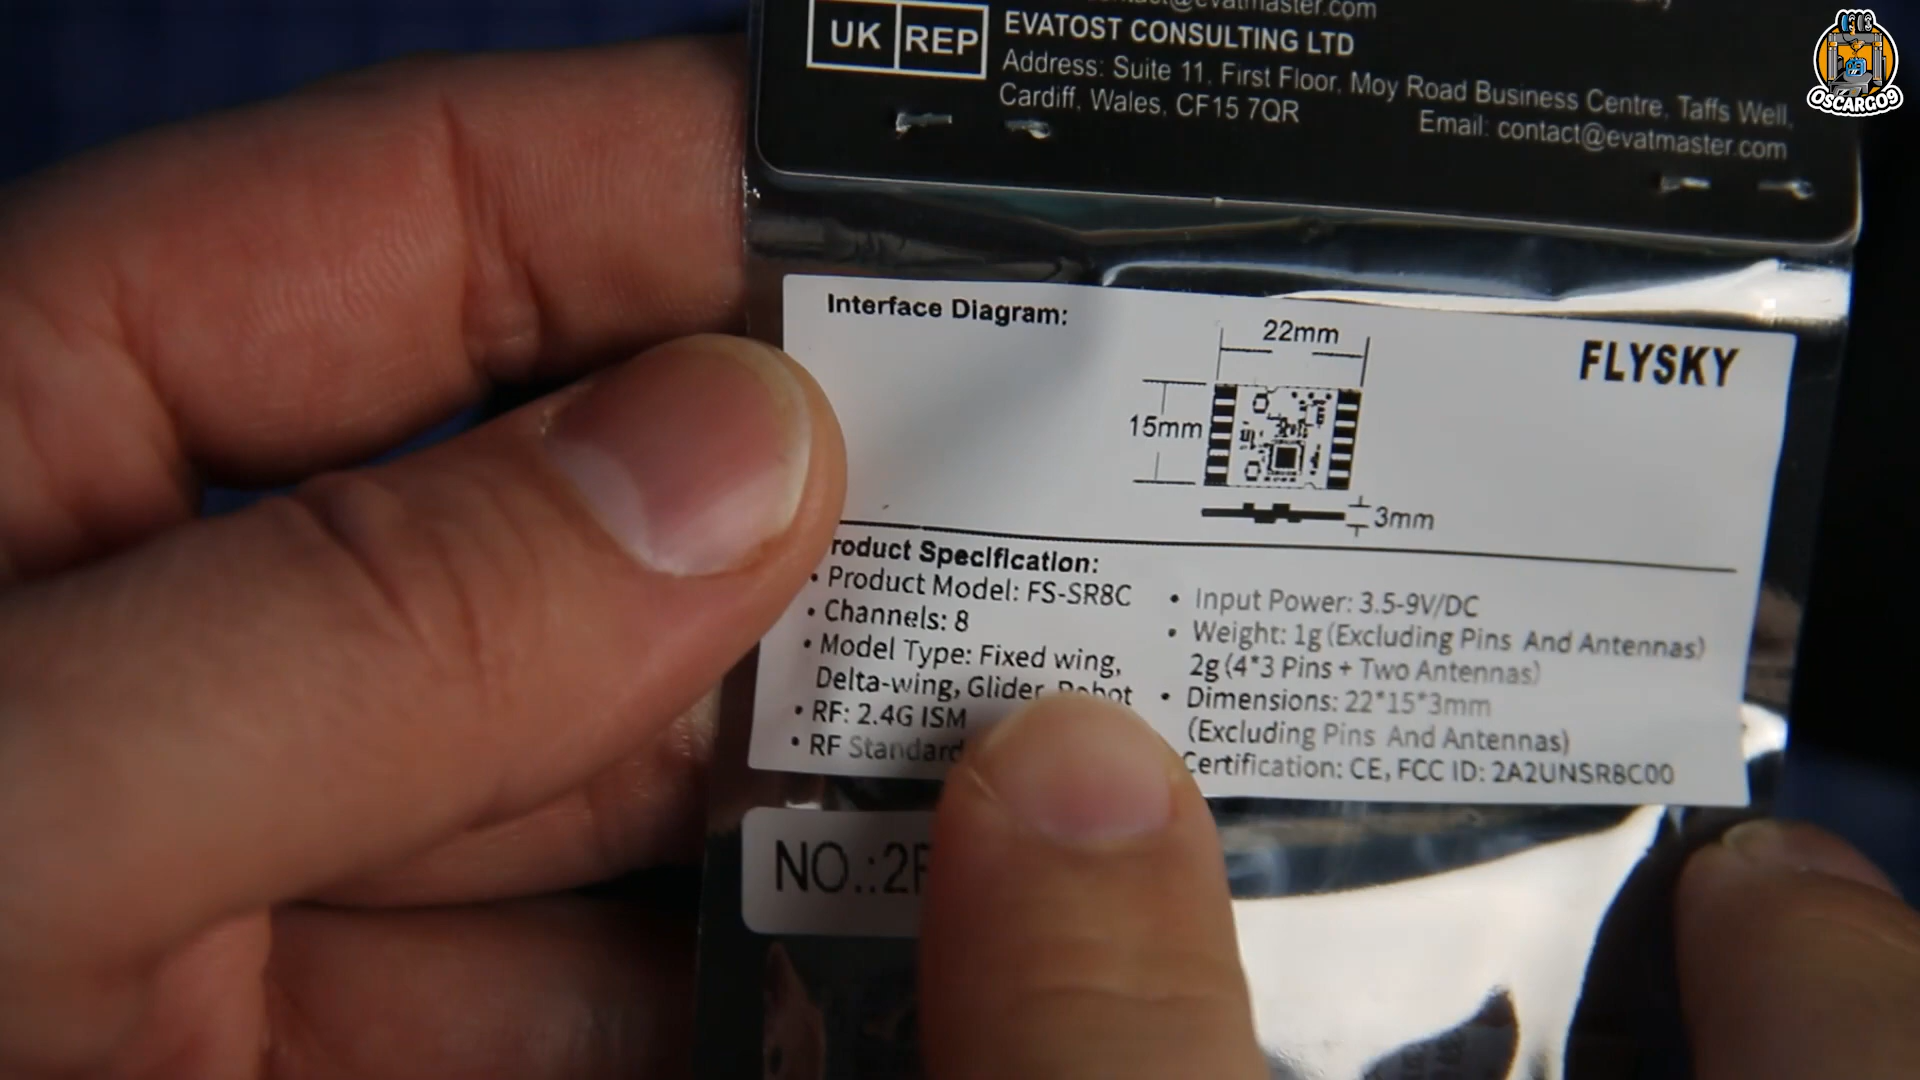 UK REP
EVATOST CONSULTING LTD
Address: Suite 11, First Floor, Moy Road Business Centre, Taffs Well,
Cardiff, Wales, CF15 7QR
Email: contact@evatmaster.com
Interface Diagram:
FLYSKY
22mm
15mm
3mm
roduct Specification:
• Product Model: FS-SR8C
• Channels: 8
• Model Type: Fixed wing,
Delta-wing, Glider, Robot
• RF: 2.4G ISM
• RF Standard
• Input Power: 3.5-9V/DC
• Weight: 1g (Excluding Pins And Antennas)
2g (4*3 Pins + Two Antennas)
• Dimensions: 22*15*3mm
(Excluding Pins And Antennas)
Certification: CE, FCC ID: 2A2UNSR8C00
NO.:2
OSCARGO9